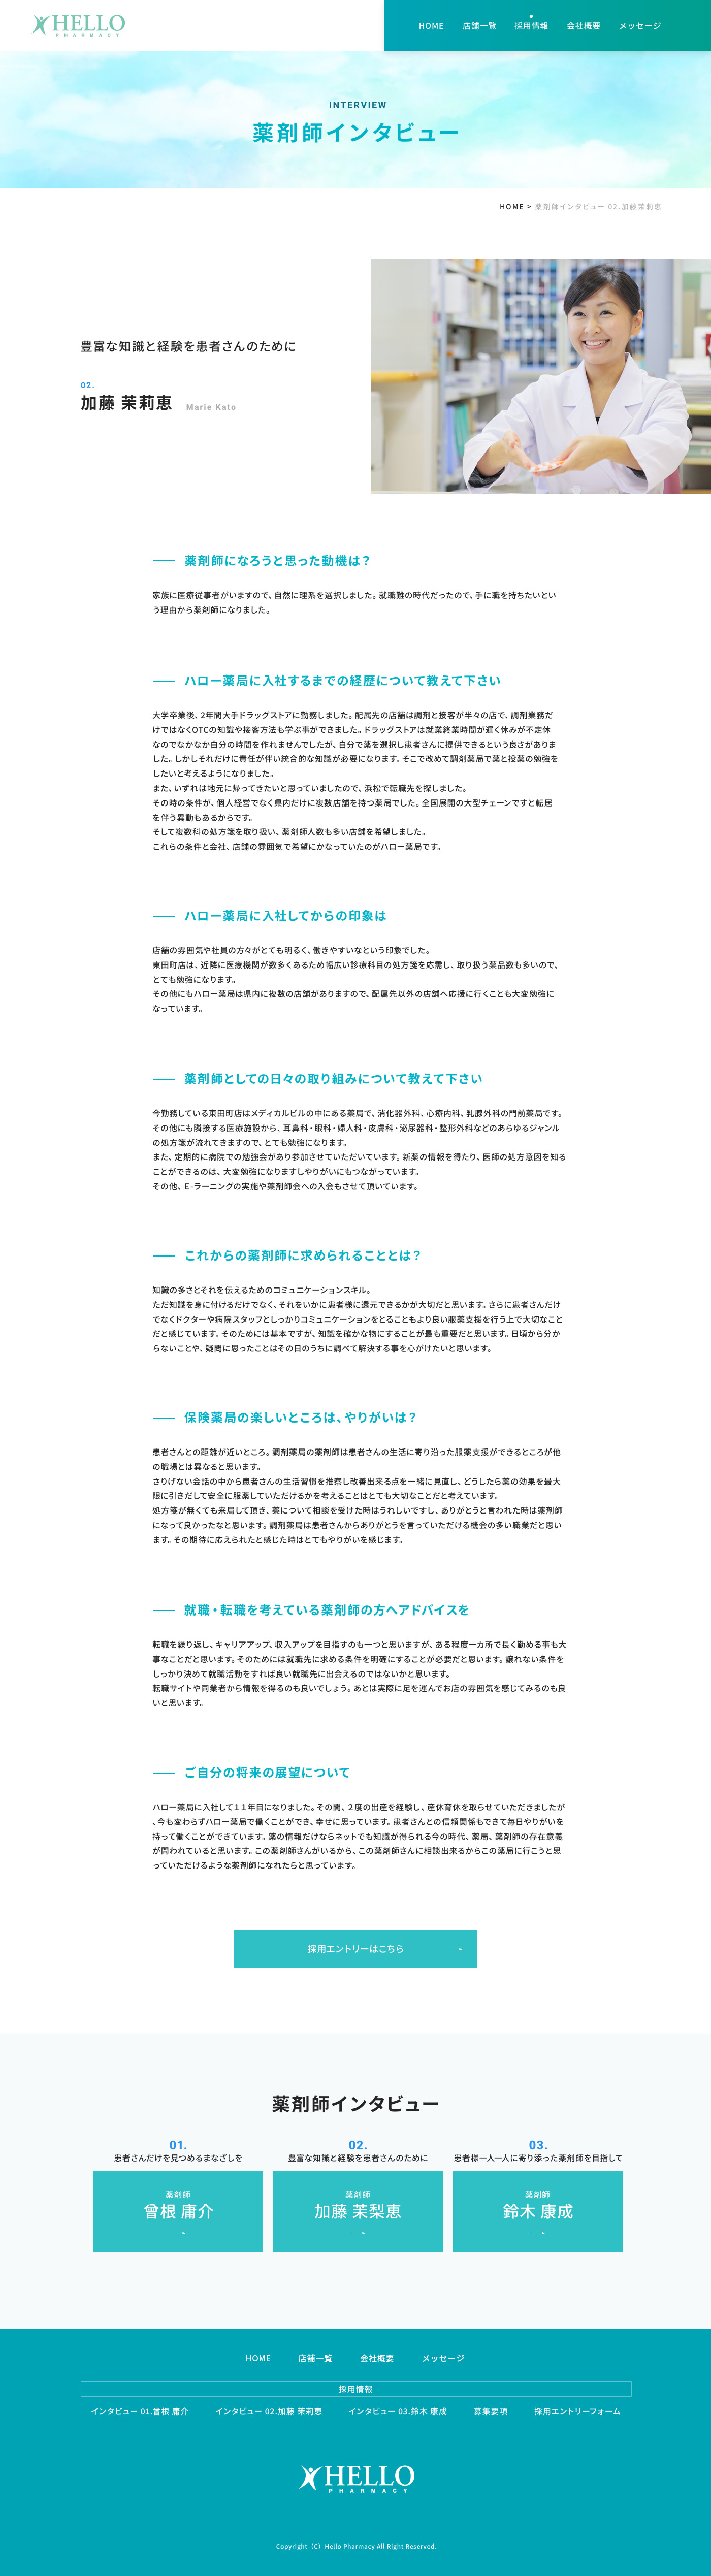 HELLO
PHARMACY
HOME 店舗一覧 採用情報 会社概要 メッセージ
INTERVIEW
薬剤師インタビュー
HOME > 薬剤師インタビュー 02.加藤茉莉恵
豊富な知識と経験を患者さんのために
02.
加藤 茉莉恵 Marie Kato
薬剤師になろうと思った動機は？
家族に医療従事者がいますので、自然に理系を選択しました。就職難の時代だったので、手に職を持ちたいとい
う理由から薬剤師になりました。
ハロー薬局に入社するまでの経歴について教えて下さい
大学卒業後、2年間大手ドラッグストアに勤務しました。配属先の店舗は調剤と接客が半々の店で、調剤業務だ
けではなくOTCの知識や接客方法も学ぶ事ができました。ドラッグストアは就業終業時間が遅く休みが不定休
なのでなかなか自分の時間を作れませんでしたが、自分で薬を選択し患者さんに提供できるという良さがありま
した。しかしそれだけに責任が伴い統合的な知識が必要になります。そこで改めて調剤薬局で薬と投薬の勉強を
したいと考えるようになりました。
また、いずれは地元に帰ってきたいと思っていましたので、浜松で転職先を探しました。
その時の条件が、個人経営でなく県内だけに複数店舗を持つ薬局でした。全国展開の大型チェーンですと転居
を伴う異動もあるからです。
そして複数科の処方箋を取り扱い、薬剤師人数も多い店舗を希望しました。
これらの条件と会社、店舗の雰囲気で希望にかなっていたのがハロー薬局です。
ハロー薬局に入社してからの印象は
店舗の雰囲気や社員の方々がとても明るく、働きやすいなという印象でした。
東田町店は、近隣に医療機関が数多くあるため幅広い診療科目の処方箋を応需し、取り扱う薬品数も多いので、
とても勉強になります。
その他にもハロー薬局は県内に複数の店舗がありますので、配属先以外の店舗へ応援に行くことも大変勉強に
なっています。
薬剤師としての日々の取り組みについて教えて下さい
今勤務している東田町店はメディカルビルの中にある薬局で、消化器外科、心療内科、乳腺外科の門前薬局です。
その他にも隣接する医療施設から、耳鼻科・眼科・婦人科・皮膚科・泌尿器科・整形外科などのあらゆるジャンル
の処方箋が流れてきますので、とても勉強になります。
また、定期的に病院での勉強会があり参加させていただいています。新薬の情報を得たり、医師の処方意図を知る
ことができるのは、大変勉強になりますしやりがいにもつながっています。
その他、E-ラーニングの実施や薬剤師会への入会もさせて頂いています。
これからの薬剤師に求められることとは？
知識の多さとそれを伝えるためのコミュニケーションスキル。
ただ知識を身に付けるだけでなく、それをいかに患者様に還元できるかが大切だと思います。さらに患者さんだけ
でなくドクターや病院スタッフとしっかりコミュニケーションをとることもより良い服薬支援を行う上で大切なこと
だと感じています。そのためには基本ですが、知識を確かな物にすることが最も重要だと思います。日頃から分か
らないことや、疑問に思ったことはその日のうちに調べて解決する事を心がけたいと思います。
保険薬局の楽しいところは、やりがいは？
患者さんとの距離が近いところ。調剤薬局の薬剤師は患者さんの生活に寄り沿った服薬支援ができるところが他
の職場とは異なると思います。
さりげない会話の中から患者さんの生活習慣を推察し改善出来る点を一緒に見直し、どうしたら薬の効果を最大
限に引きだして安全に服薬していただけるかを考えることはとても大切なことだと考えています。
処方箋が無くても来局して頂き、薬について相談を受けた時はうれしいですし、ありがとうと言われた時は薬剤師
になって良かったなと思います。調剤薬局は患者さんからありがとうを言っていただける機会の多い職業だと思い
ます。その期待に応えられたと感じた時はとてもやりがいを感じます。
就職・転職を考えている薬剤師の方へアドバイスを
転職を繰り返し、キャリアアップ、収入アップを目指すのも一つと思いますが、ある程度一カ所で長く勤める事も大
事なことだと思います。そのためには就職先に求める条件を明確にすることが必要だと思います。譲れない条件を
しっかり決めて就職活動をすれば良い就職先に出会えるのではないかと思います。
転職サイトや同業者から情報を得るのも良いでしょう。あとは実際に足を運んでお店の雰囲気を感じてみるのも良
いと思います。
ご自分の将来の展望について
ハロー薬局に入社して１１年目になりました。その間、２度の出産を経験し、産休育休を取らせていただきましたが
、今も変わらずハロー薬局で働くことができ、幸せに思っています。患者さんとの信頼関係もできて毎日やりがいを
持って働くことができています。薬の情報だけならネットでも知識が得られる今の時代、薬局、薬剤師の存在意義
が問われていると思います。この薬剤師さんがいるから、この薬剤師さんに相談出来るからこの薬局に行こうと思
っていただけるような薬剤師になれたらと思っています。
採用エントリーはこちら
薬剤師インタビュー
01.
患者さんだけを見つめるまなざしを
薬剤師
曾根 庸介
02.
豊富な知識と経験を患者さんのために
薬剤師
加藤 茉梨恵
03.
患者様一人一人に寄り添った薬剤師を目指して
薬剤師
鈴木 康成
HOME 店舗一覧 会社概要 メッセージ
採用情報
インタビュー 01.曾根 庸介 インタビュー 02.加藤 茉莉恵 インタビュー 03.鈴木 康成 募集要項 採用エントリーフォーム
HELLO
PHARMACY
Copyright（C）Hello Pharmacy All Right Reserved.